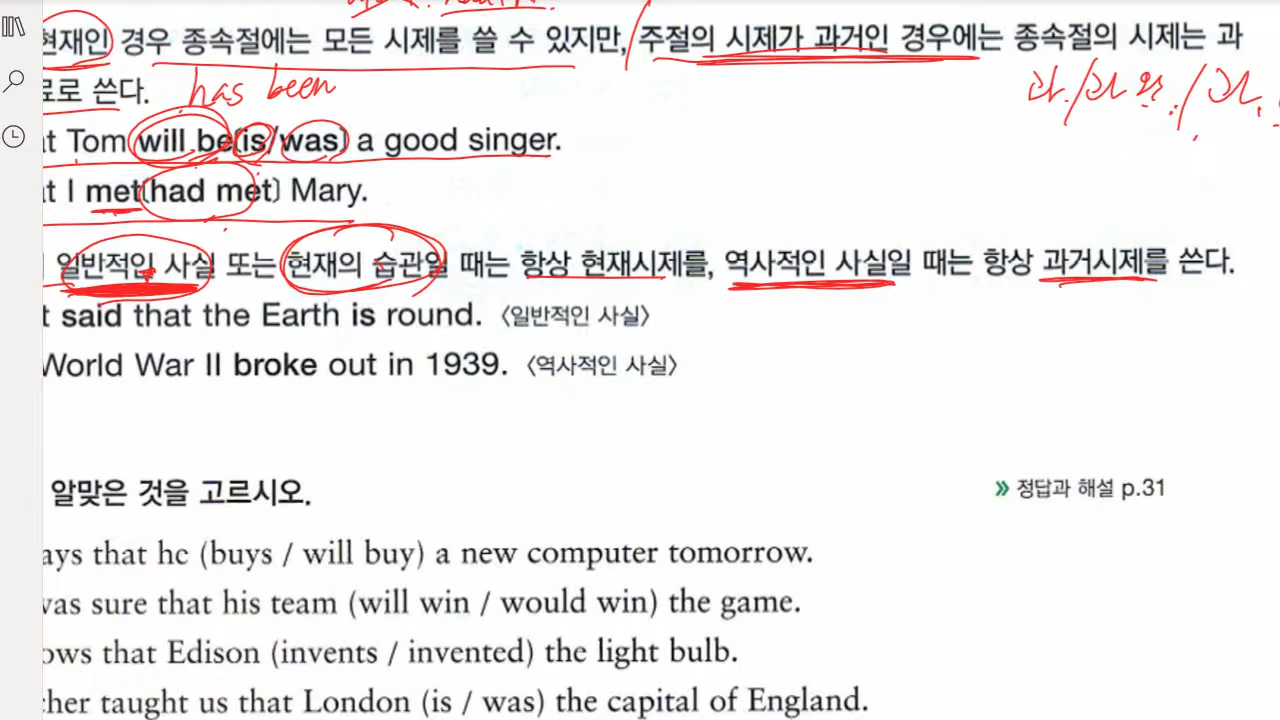 현재인 경우 종속절에는 모든 시제를 쓸 수 있지만, 주절의 시제가 과거인 경우에는 종속절의 시제는 과
로 쓴다. has been
과. / 과완. / 과.
at Tom will be(is/was) a good singer.
at I met(had met) Mary.
일반적인 사실 또는 현재의 습관일 때는 항상 현재시제를, 역사적인 사실일 때는 항상 과거시제를 쓴다.
t said that the Earth is round. 〈일반적인 사실〉
World War II broke out in 1939. 〈역사적인 사실〉
알맞은 것을 고르시오.
» 정답과 해설 p.31
ays that he (buys / will buy) a new computer tomorrow.
was sure that his team (will win / would win) the game.
ows that Edison (invents / invented) the light bulb.
cher taught us that London (is / was) the capital of England.